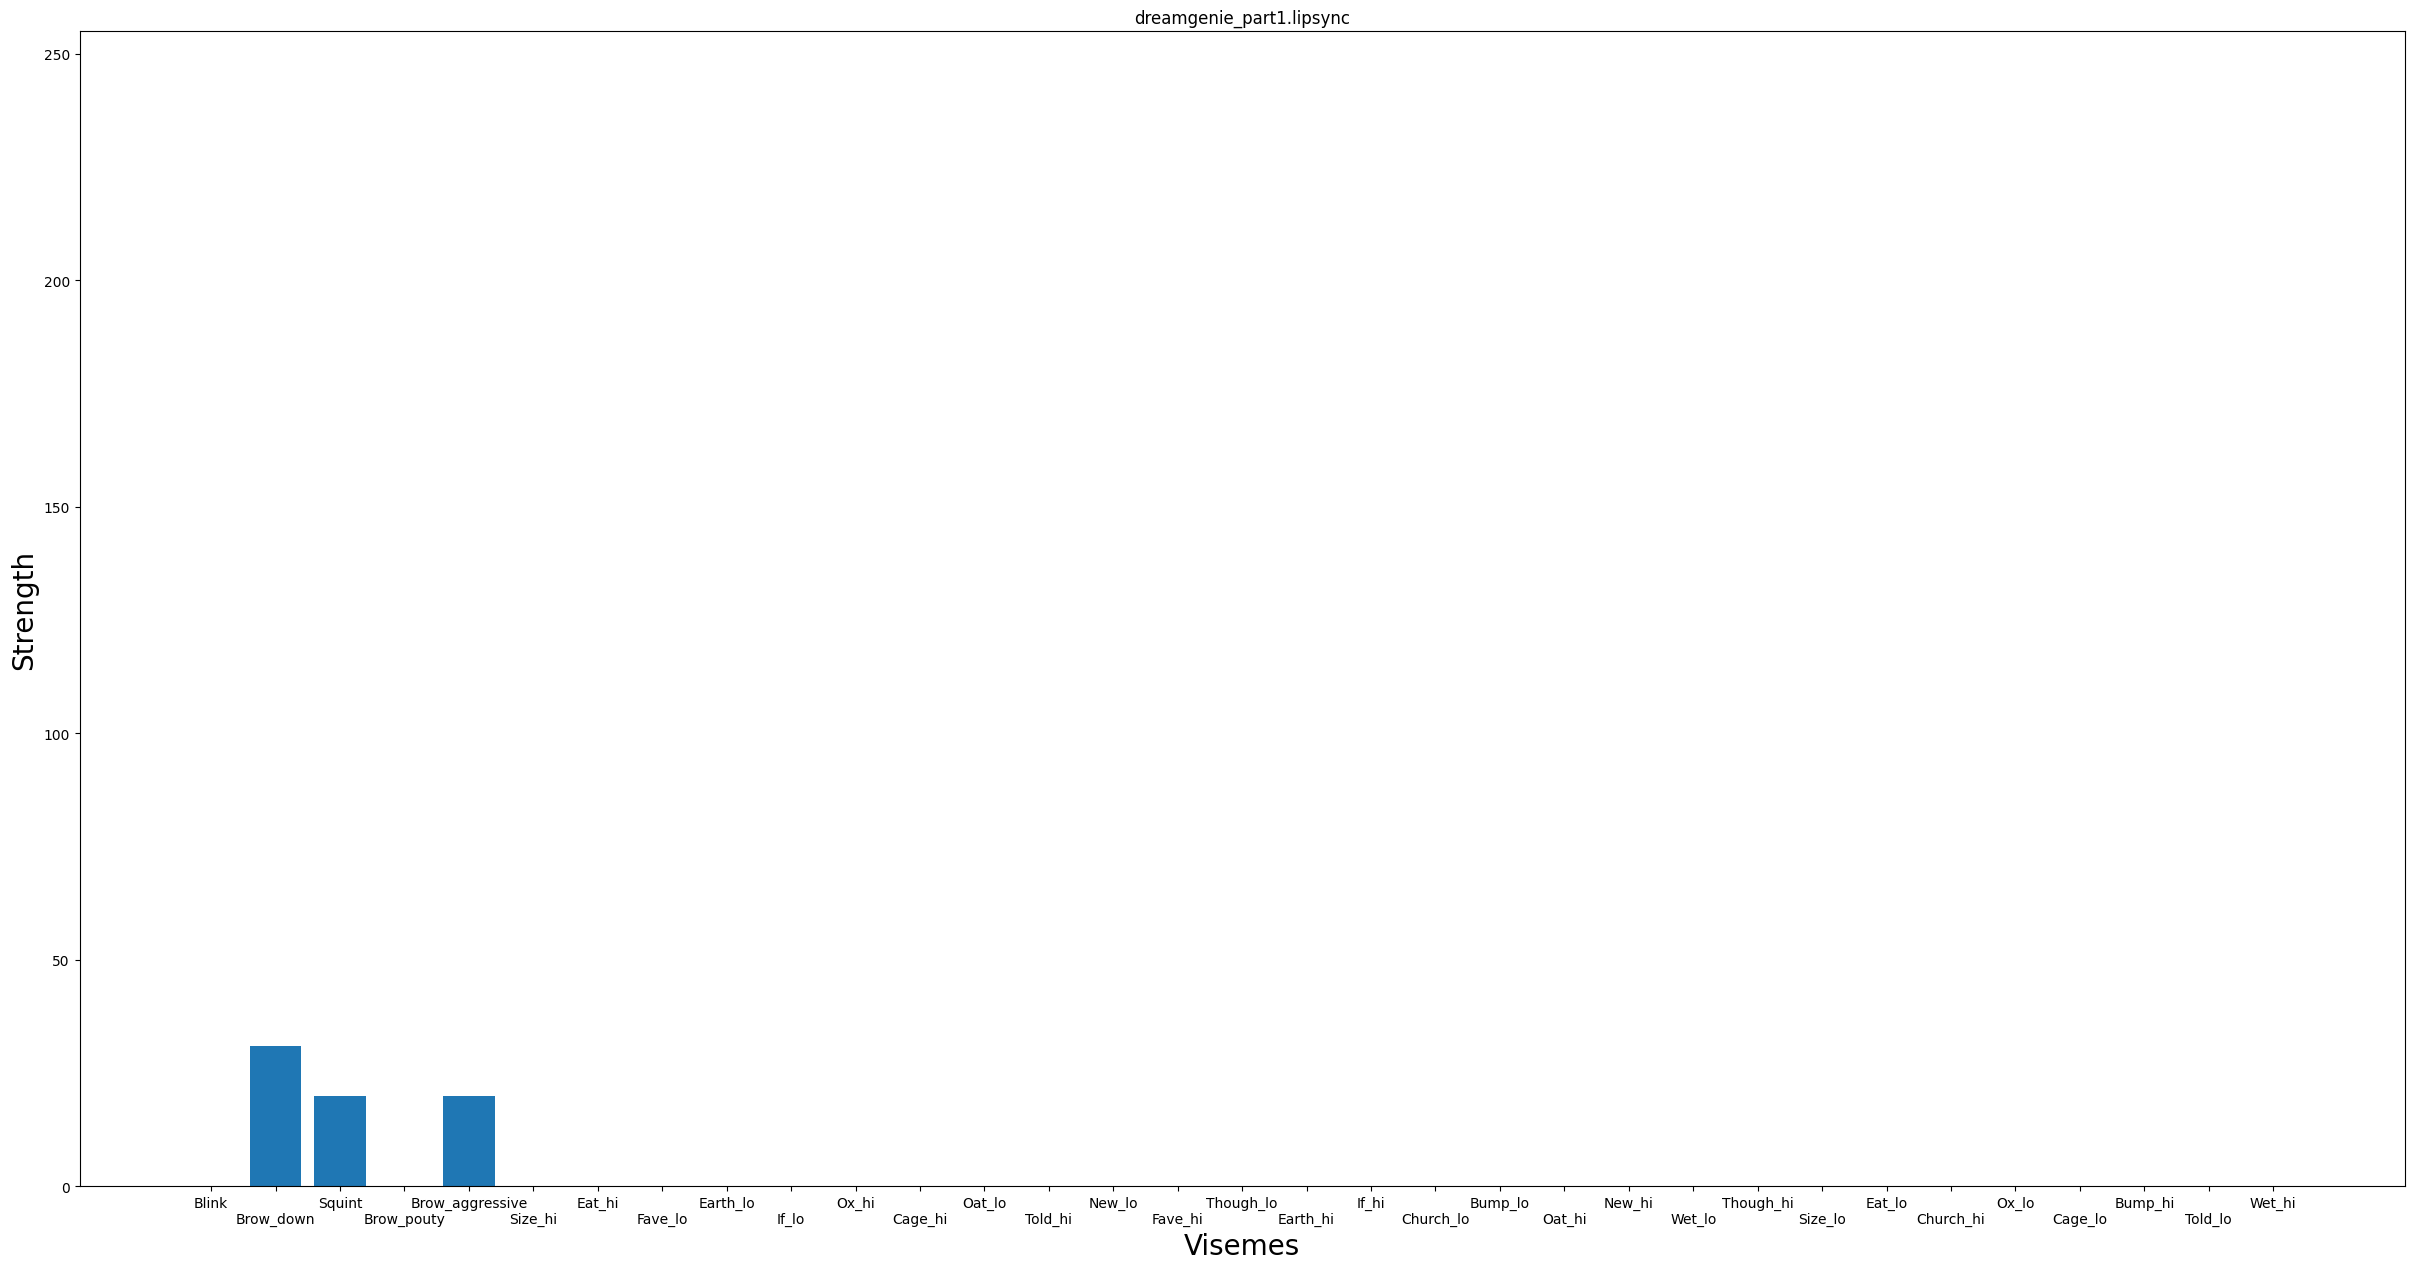 dreamgenie_part1.lipsync
250
200
150
100
50
0
Strength
Blink Squint Brow_aggressive Eat_hi Earth_lo Ox_hi Oat_lo New_lo Though_lo If_hi Bump_lo New_hi Though_hi Eat_lo Ox_lo Bump_hi Wet_hi
Brow_down Brow_pouty Size_hi Fave_lo If_lo Cage_hi Told_hi Fave_hi Earth_hi Church_lo Oat_hi Wet_lo Size_lo Church_hi Cage_lo Told_lo
Visemes